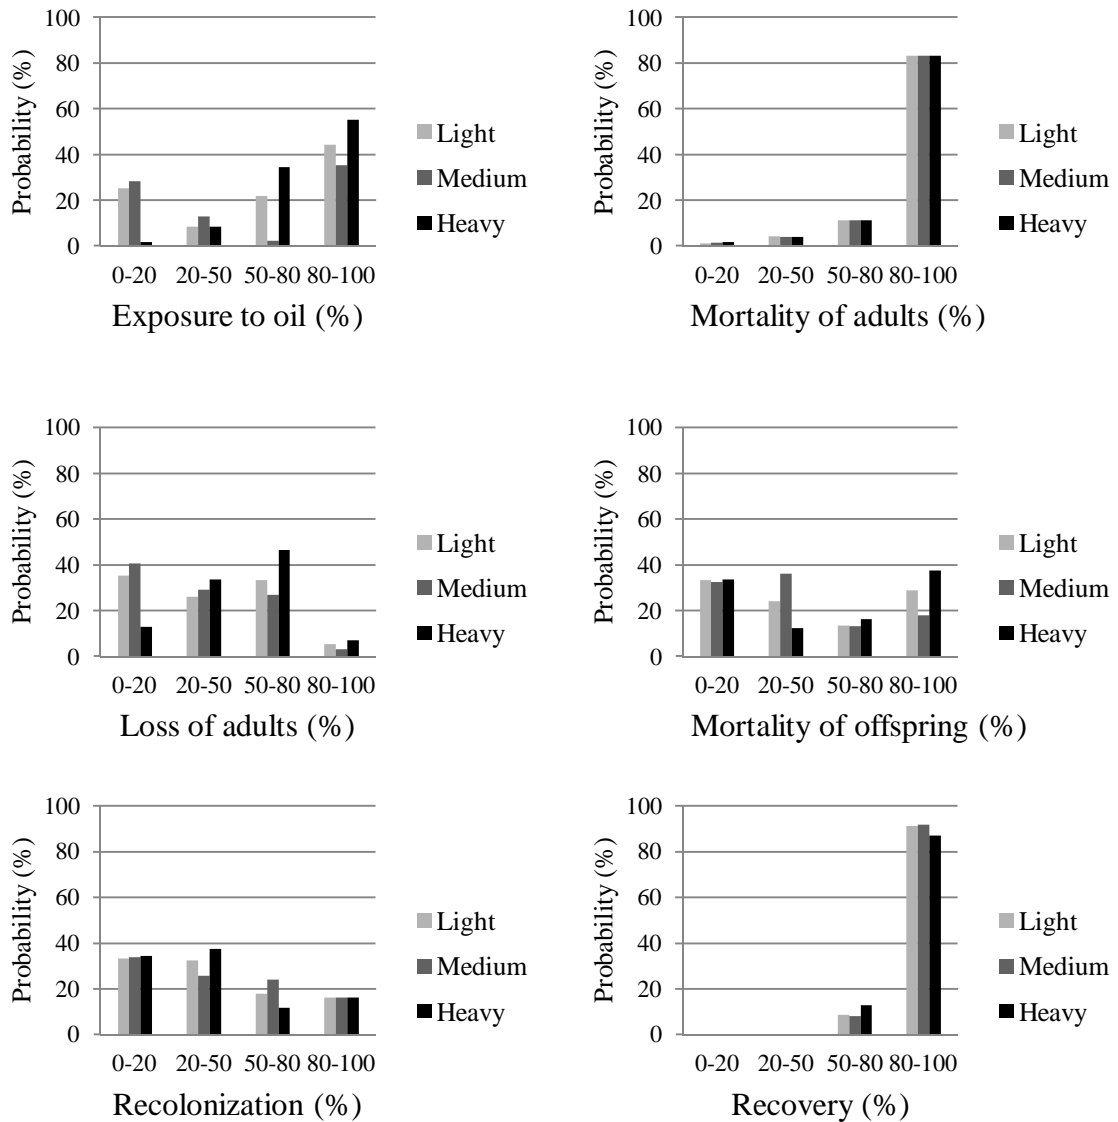 100
80
60
40
20
0
Probability (%)
0-20 20-50 50-80 80-100
Exposure to oil (%)
Light
Medium
Heavy
100
80
60
40
20
0
Probability (%)
0-20 20-50 50-80 80-100
Mortality of adults (%)
Light
Medium
Heavy
100
80
60
40
20
0
Probability (%)
0-20 20-50 50-80 80-100
Loss of adults (%)
Light
Medium
Heavy
100
80
60
40
20
0
Probability (%)
0-20 20-50 50-80 80-100
Mortality of offspring (%)
Light
Medium
Heavy
100
80
60
40
20
0
Probability (%)
0-20 20-50 50-80 80-100
Recolonization (%)
Light
Medium
Heavy
100
80
60
40
20
0
Probability (%)
0-20 20-50 50-80 80-100
Recovery (%)
Light
Medium
Heavy